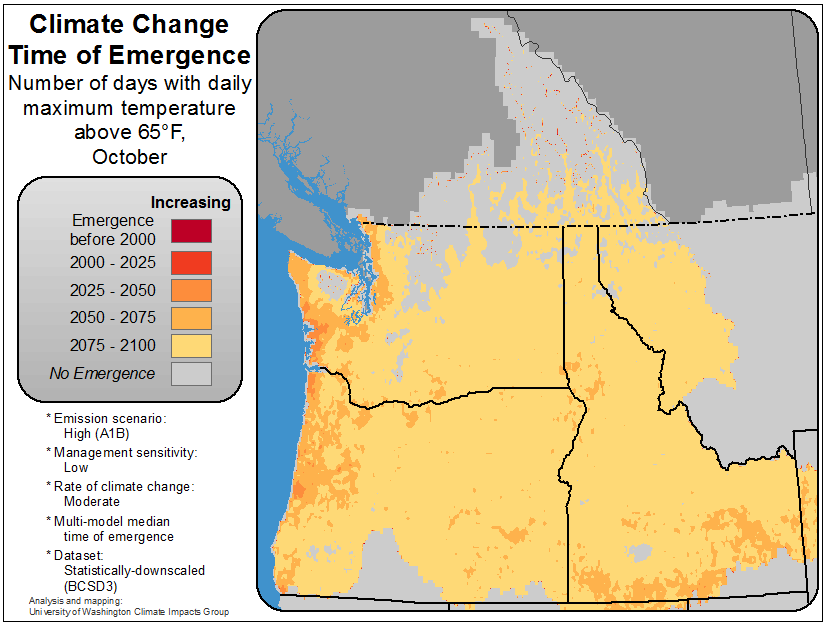 Climate Change
Time of Emergence
Number of days with daily
maximum temperature
above 65°F,
October
Increasing
Emergence
before 2000
2000 - 2025
2025 - 2050
2050 - 2075
2075 - 2100
No Emergence
* Emission scenario:
High (A1B)
* Management sensitivity:
Low
* Rate of climate change:
Moderate
* Multi-model median
time of emergence
* Dataset:
Statistically-downscaled
(BCSD3)
Analysis and mapping:
University of Washington Climate Impacts Group